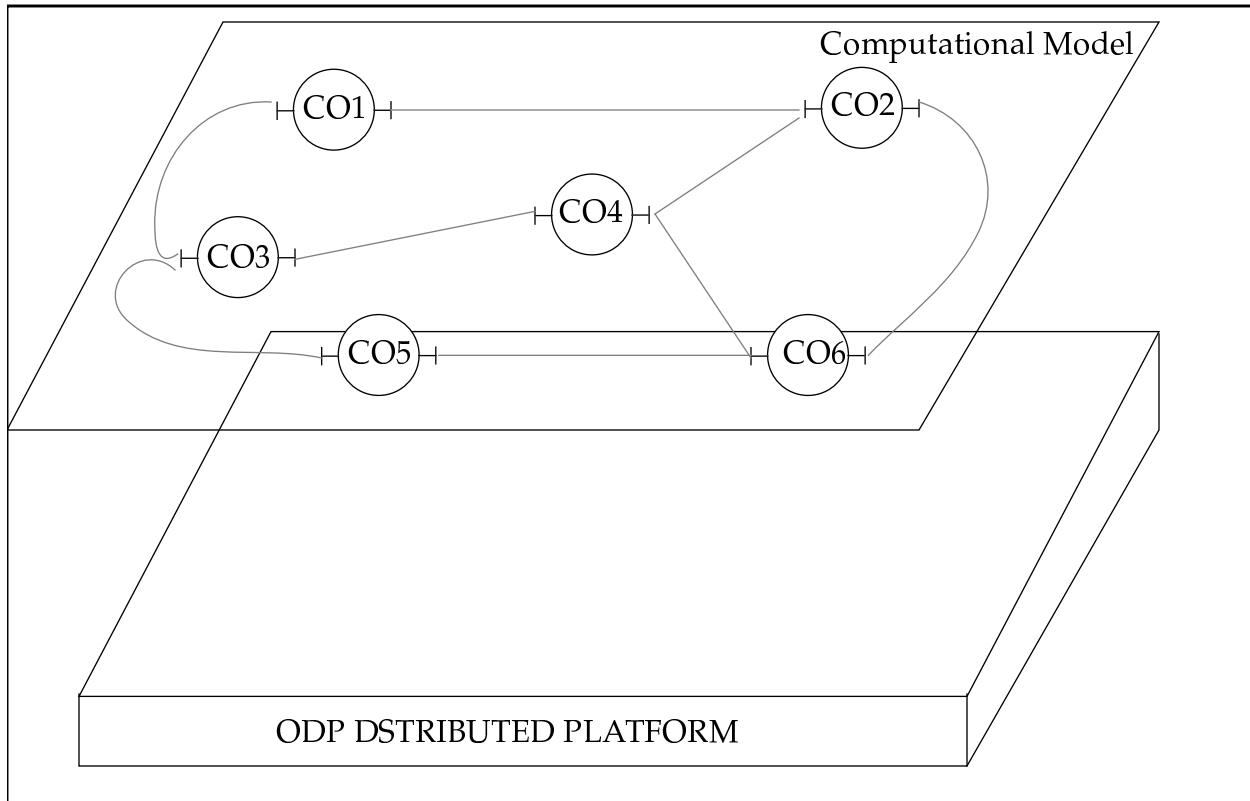 Computational Model
CO1
CO2
CO4
CO3
CO5
CO6
ODP DSTRIBUTED PLATFORM